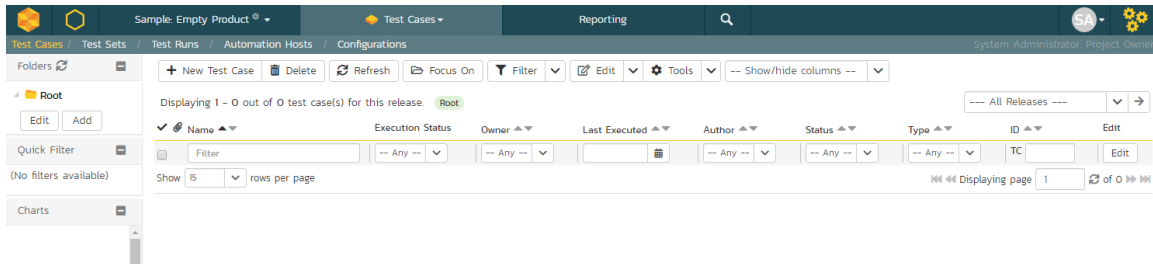 Sample: Empty Product Test Cases Reporting SA
Test Cases / Test Sets / Test Runs / Automation Hosts / Configurations System Administrator: Project Owner
Folders + New Test Case Delete Refresh Focus On Filter Edit Tools -- Show/hide columns --
Root
Displaying 1 - 0 out of 0 test case(s) for this release. Root --- All Releases ---
Edit Add
Name Execution Status Owner Last Executed Author Status Type ID Edit
Quick Filter Filter -- Any -- -- Any -- -- Any -- -- Any -- -- Any -- TC Edit
(No filters available) Show 15 rows per page Displaying page 1 of 0
Charts